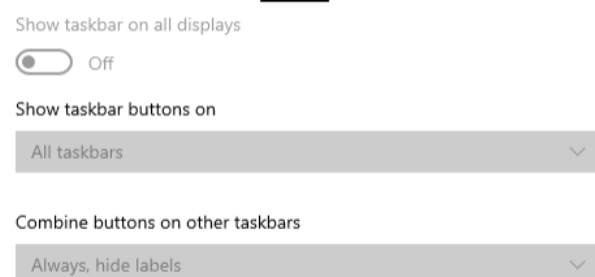 Show taskbar on all displays
Off
Show taskbar buttons on
All taskbars
Combine buttons on other taskbars
Always, hide labels